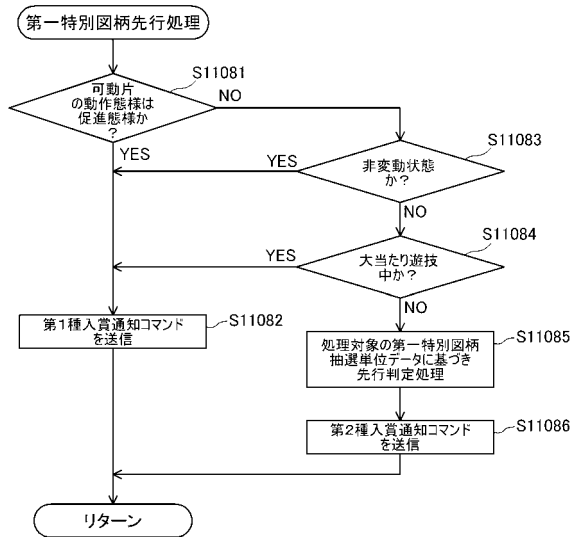 第一特別図柄先行処理
S11081
可動片
の動作態様は
促進態様か
？
NO
YES
S11083
非変動状態
か？
YES
NO
S11084
大当たり遊技
中か？
YES
NO
第1種入賞通知コマンド
を送信
S11082
S11085
処理対象の第一特別図柄
抽選単位データに基づき
先行判定処理
S11086
第2種入賞通知コマンド
を送信
リターン